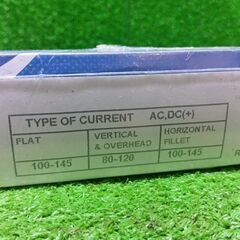 TYPE OF CURRENT AC,DC(+)
FLAT VERTICAL & OVERHEAD HORIZONTAL FILLET
100-145 80-120 100-145